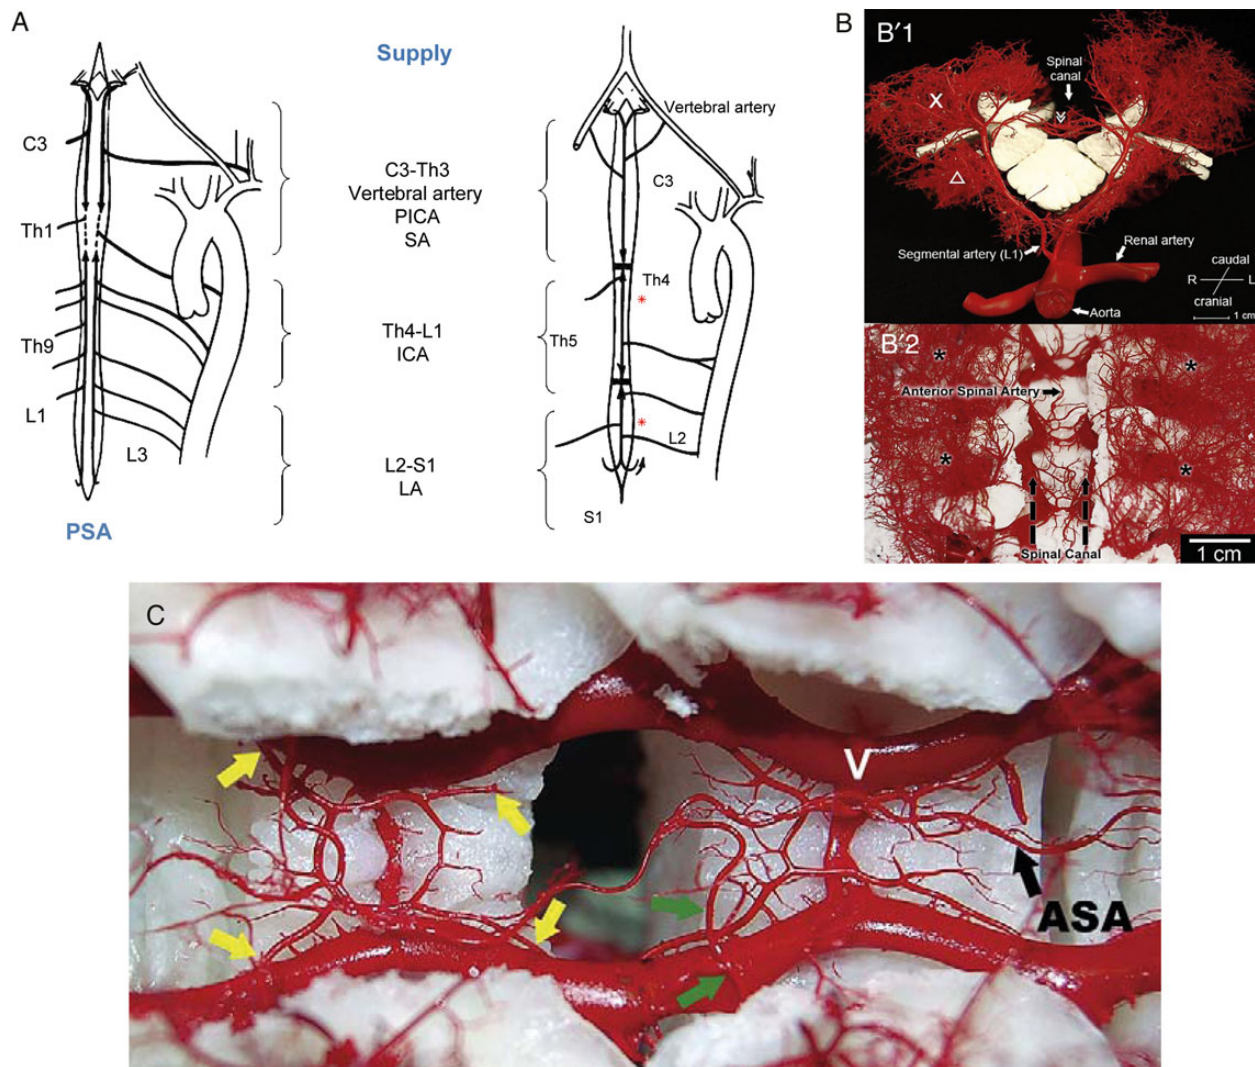 A
Supply
C3
Th1
Th9
L1
L3
PSA
C3-Th3
Vertebral artery
PICA
SA
Th4-L1
ICA
L2-S1
LA
Vertebral artery
C3
Th4
*
Th5
*
L2
S1
B
B'1
Spinal
canal
X
Segmental artery (L1)
Renal artery
caudal
R
L
cranial
1 cm
Aorta
B'2
*
*
Anterior Spinal Artery
*
*
Spinal Canal
1 cm
C
V
ASA